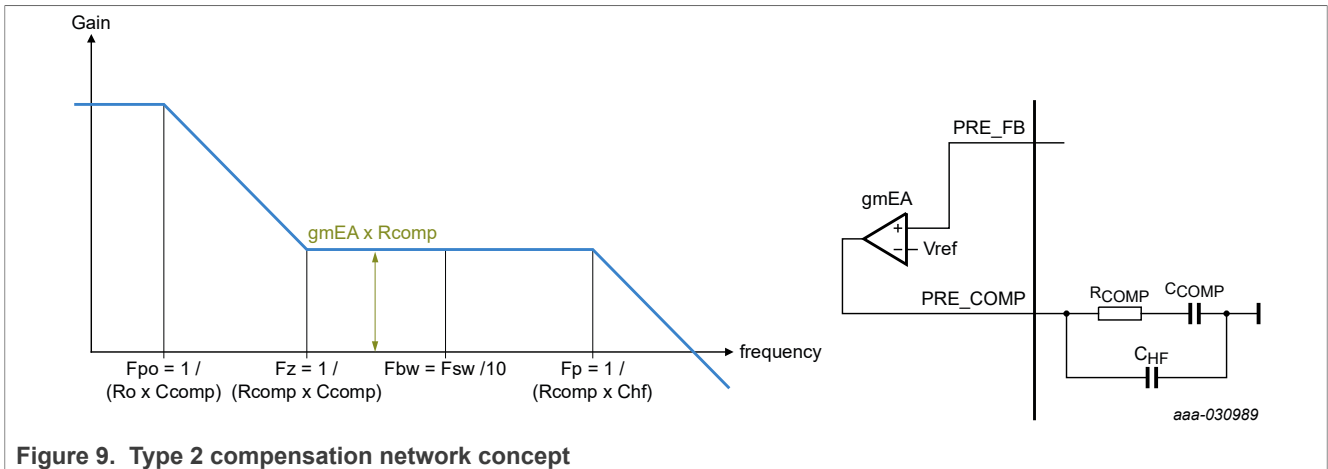 Gain
gmEA x Rcomp
frequency
Fpo = 1 /
(Ro x Ccomp)
Fz = 1 /
(Rcomp x Ccomp)
Fbw = Fsw /10
Fp = 1 /
(Rcomp x Chf)
PRE_FB
gmEA
+
−
Vref
PRE_COMP
RCOMP
CCOMP
CHF
aaa-030989
Figure 9. Type 2 compensation network concept